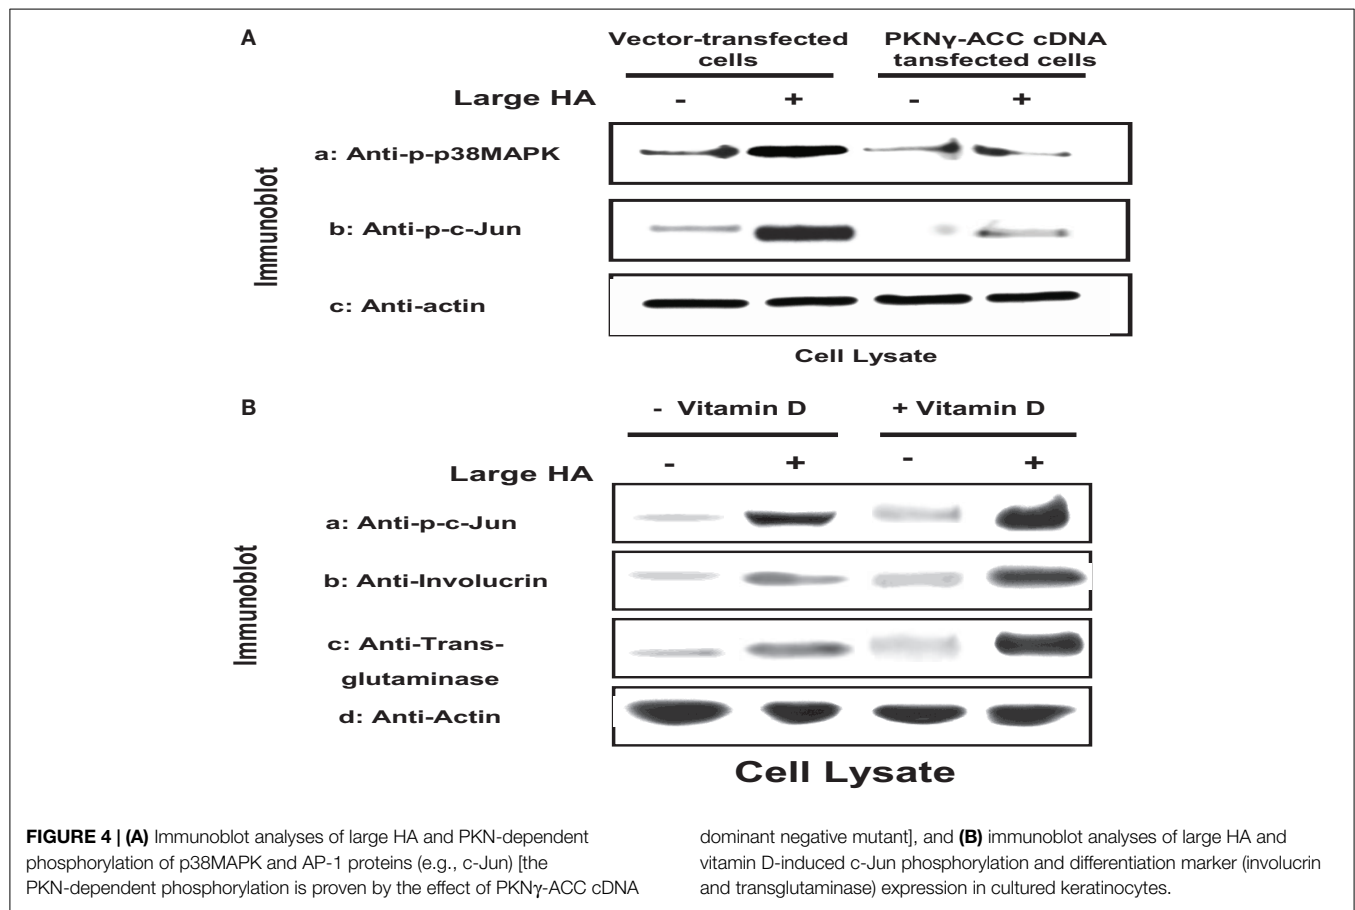 A
Vector-transfected
cells
PKNγ-ACC cDNA
tansfected cells
Large HA - + - +
Immunoblot
a: Anti-p-p38MAPK
b: Anti-p-c-Jun
c: Anti-actin
Cell Lysate
B
- Vitamin D + Vitamin D
Large HA - + - +
Immunoblot
a: Anti-p-c-Jun
b: Anti-Involucrin
c: Anti-Trans-
glutaminase
d: Anti-Actin
Cell Lysate
FIGURE 4 | (A) Immunoblot analyses of large HA and PKN-dependent
phosphorylation of p38MAPK and AP-1 proteins (e.g., c-Jun) [the
PKN-dependent phosphorylation is proven by the effect of PKNγ-ACC cDNA
dominant negative mutant], and (B) immunoblot analyses of large HA and
vitamin D-induced c-Jun phosphorylation and differentiation marker (involucrin
and transglutaminase) expression in cultured keratinocytes.